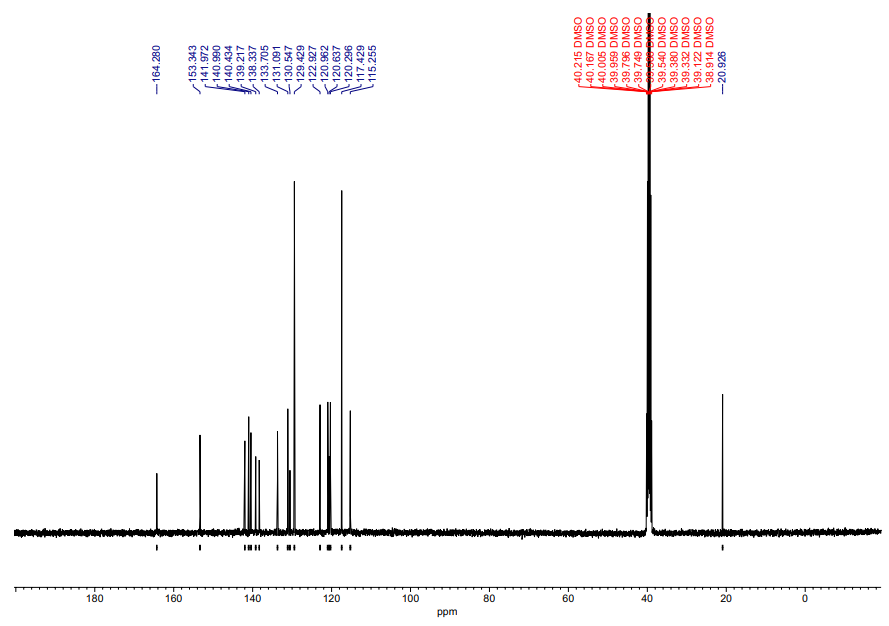 164.280
153.343
141.972
140.990
140.434
139.217
138.337
133.705
131.091
130.547
129.429
122.927
120.962
120.637
120.296
117.429
115.255
40.215 DMSO
40.167 DMSO
40.005 DMSO
39.959 DMSO
39.796 DMSO
39.749 DMSO
39.540 DMSO
39.380 DMSO
39.332 DMSO
39.122 DMSO
38.914 DMSO
20.926
180 160 140 120 100 80 60 40 20 0
ppm